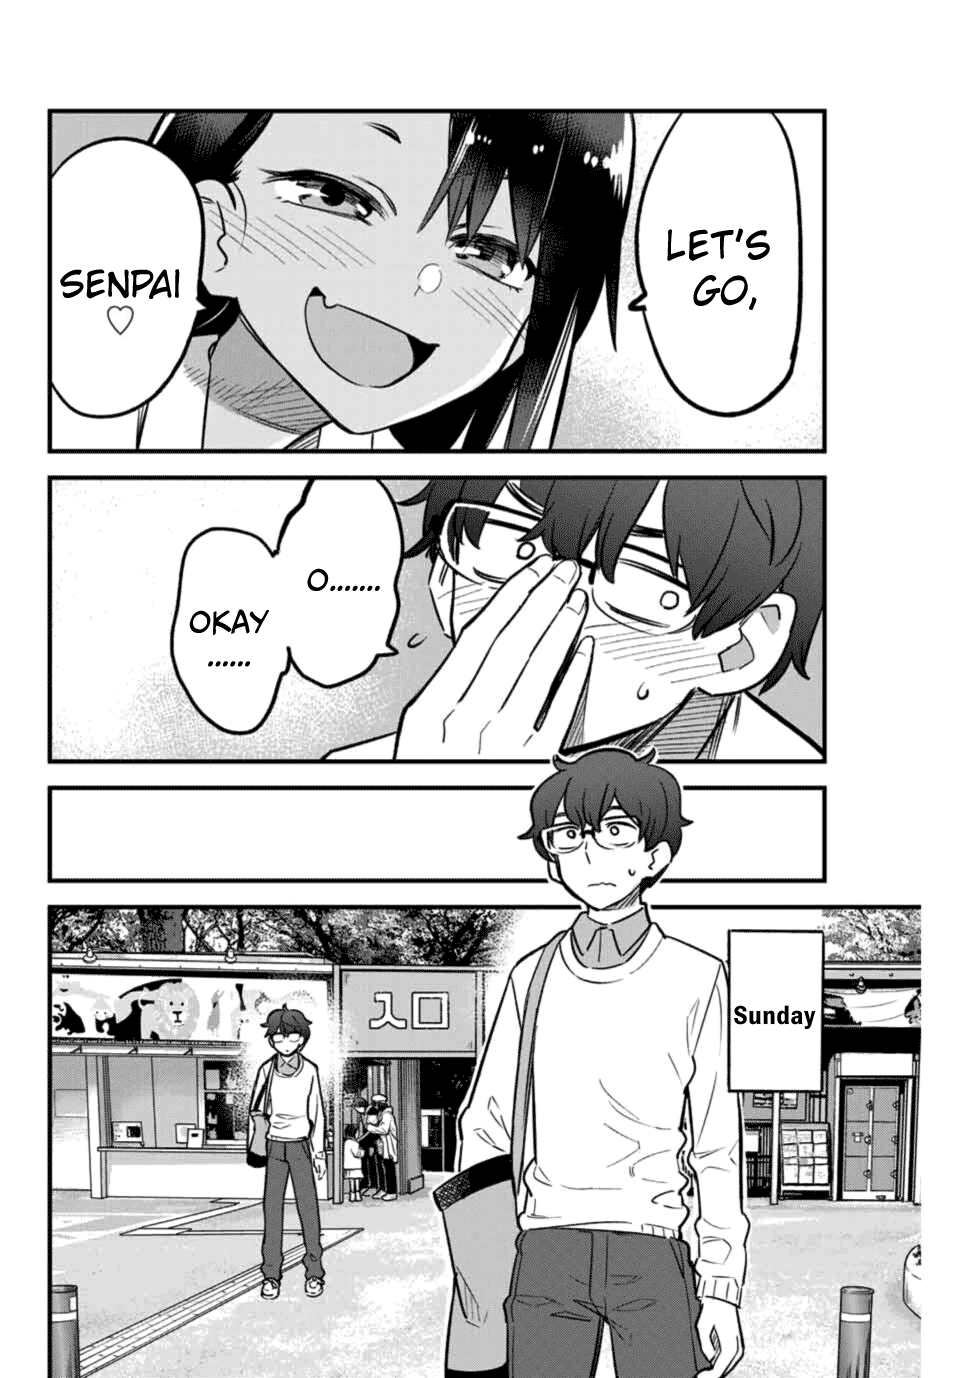 LET'S
GO,
SENPAI
♡
O.......
OKAY
......
入口
Sunday